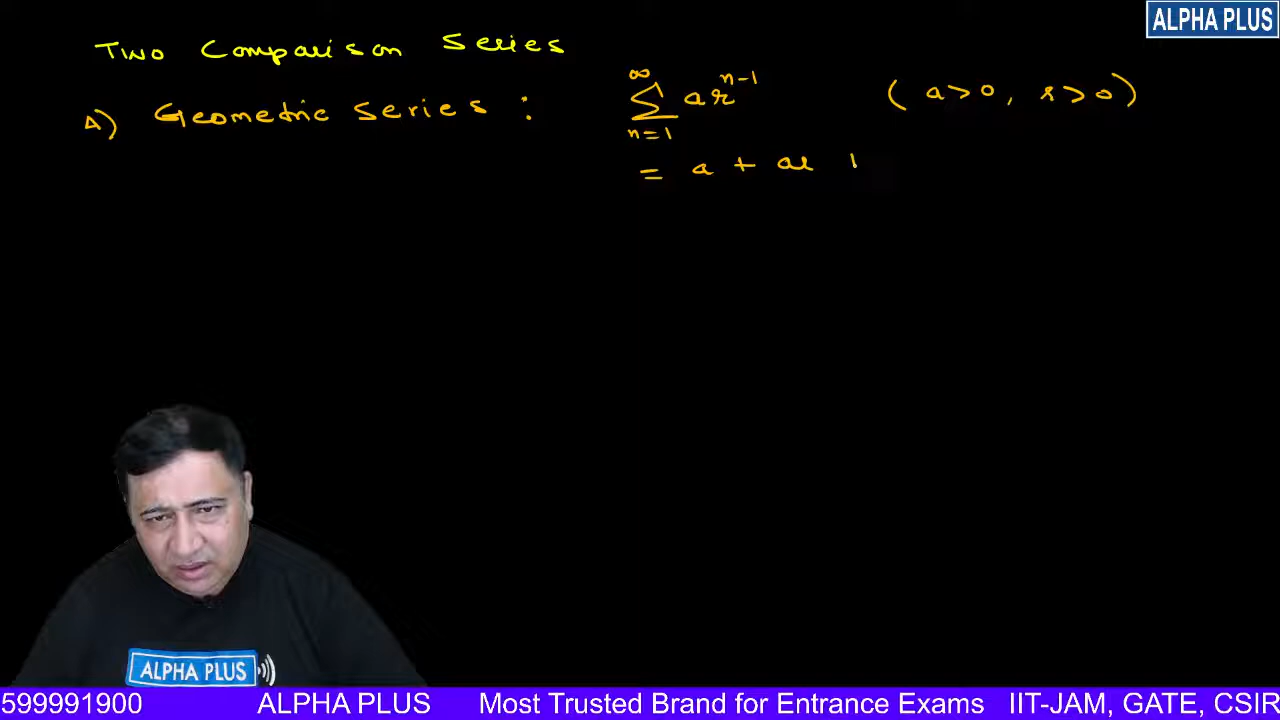 ALPHA PLUS
Two Comparison Series
A) Geometric Series : ∑_{n=1}^{∞} ar^{n-1} ( a>0, r>0 )
= a + ar
ALPHA PLUS
599991900 ALPHA PLUS Most Trusted Brand for Entrance Exams IIT-JAM, GATE, CSIR